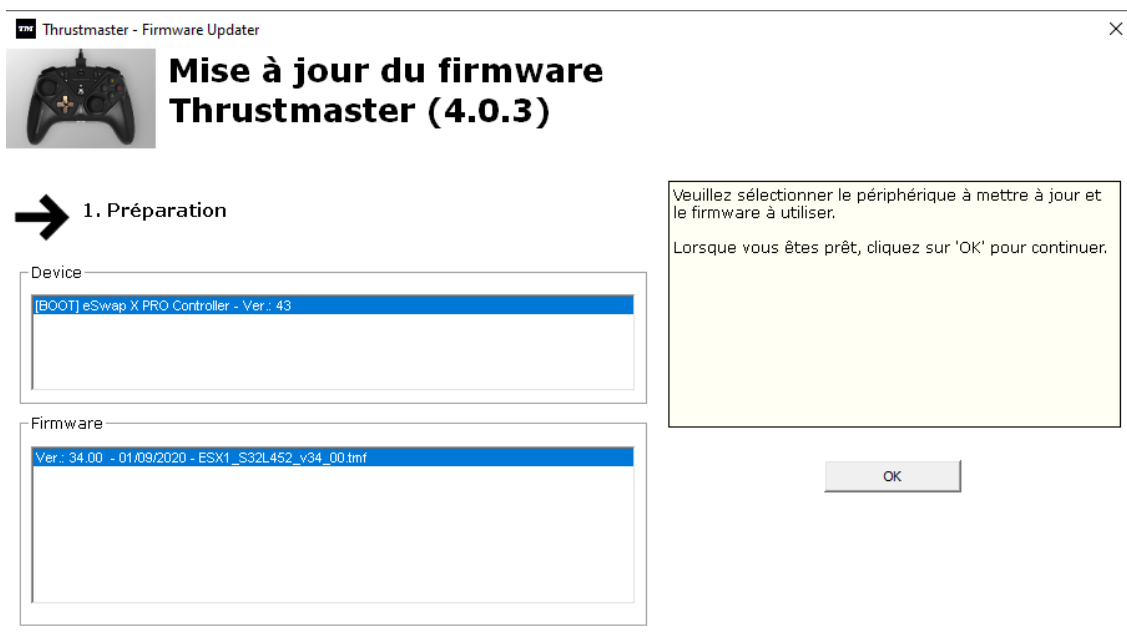 TM Thrustmaster - Firmware Updater
Mise à jour du firmware
Thrustmaster (4.0.3)
1. Préparation
Veuillez sélectionner le périphérique à mettre à jour et
le firmware à utiliser.
Lorsque vous êtes prêt, cliquez sur 'OK' pour continuer.
Device
[BOOT] eSwap X PRO Controller - Ver.: 43
Firmware
Ver.: 34.00 - 01/09/2020 - ESX1_S32L452_v34_00.tmf
OK